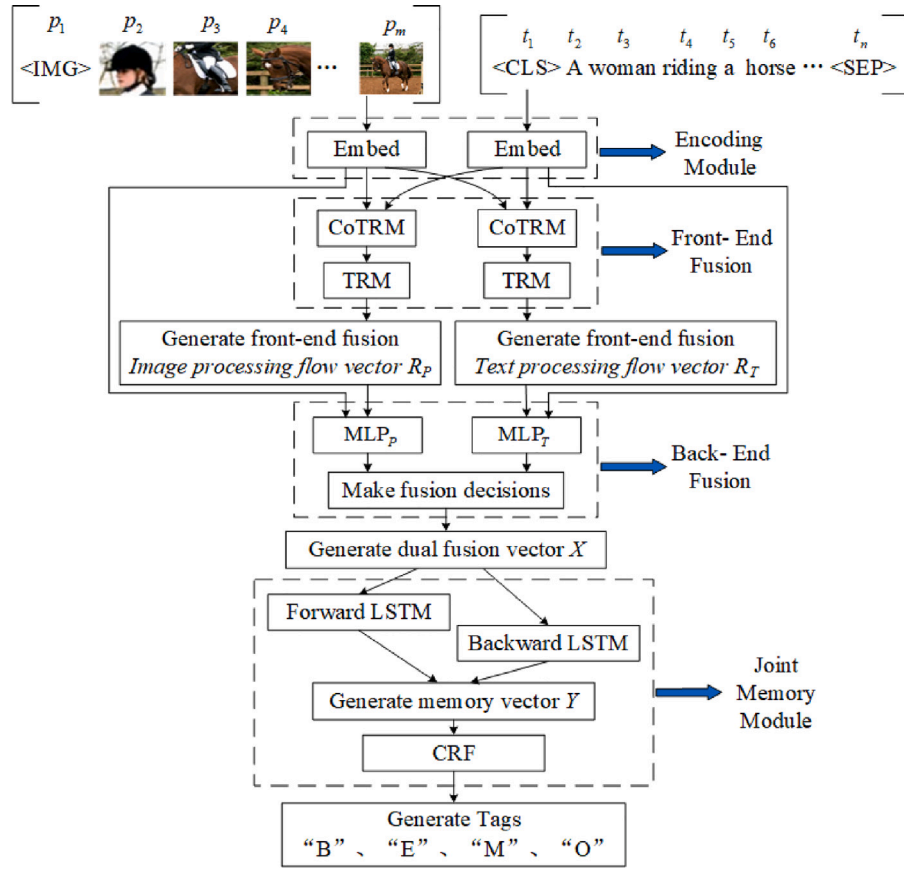 p1 p2 p3 p4 pm
<IMG> ...
t1 t2 t3 t4 t5 t6 tn
<CLS> A woman riding a horse ... <SEP>
Embed
Embed
Encoding
Module
CoTRM
CoTRM
TRM
TRM
Front- End
Fusion
Generate front-end fusion
Image processing flow vector RP
Generate front-end fusion
Text processing flow vector RT
MLPP
MLPT
Make fusion decisions
Back- End
Fusion
Generate dual fusion vector X
Forward LSTM
Backward LSTM
Generate memory vector Y
CRF
Joint
Memory
Module
Generate Tags
“B”、 “E”、 “M”、 “O”